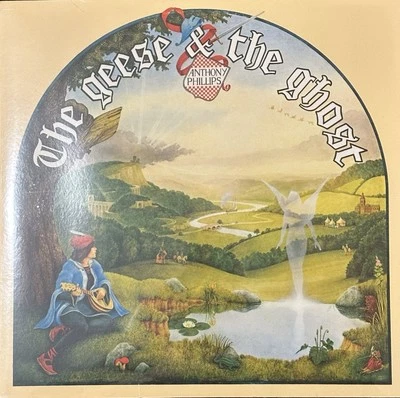 The geese & the ghost
ANTHONY
PHILLIPS